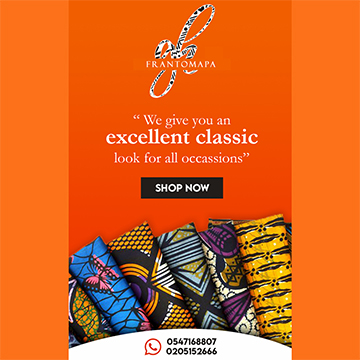 FRANTOMAPA
“ We give you an
excellent classic
look for all occassions”
SHOP NOW
0547168807
0205152666